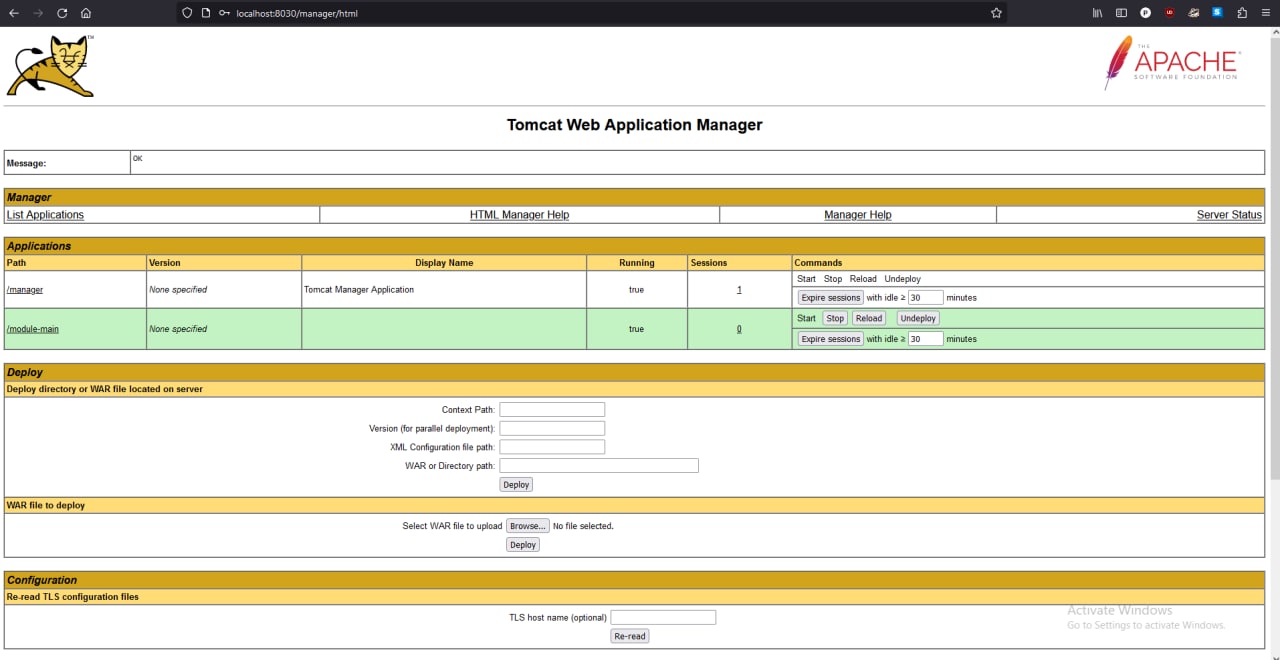 localhost:8030/manager/html
TM
THE
APACHE
SOFTWARE FOUNDATION
Tomcat Web Application Manager
Message: OK
Manager
List Applications HTML Manager Help Manager Help Server Status
Applications
Path Version Display Name Running Sessions Commands
/manager None specified Tomcat Manager Application true 1 Start Stop Reload Undeploy
Expire sessions with idle ≥ 30 minutes
/module-main None specified true 0 Start Stop Reload Undeploy
Expire sessions with idle ≥ 30 minutes
Deploy
Deploy directory or WAR file located on server
Context Path:
Version (for parallel deployment):
XML Configuration file path:
WAR or Directory path:
Deploy
WAR file to deploy
Select WAR file to upload Browse... No file selected.
Deploy
Configuration
Re-read TLS configuration files
TLS host name (optional)
Re-read
Activate Windows
Go to Settings to activate Windows.